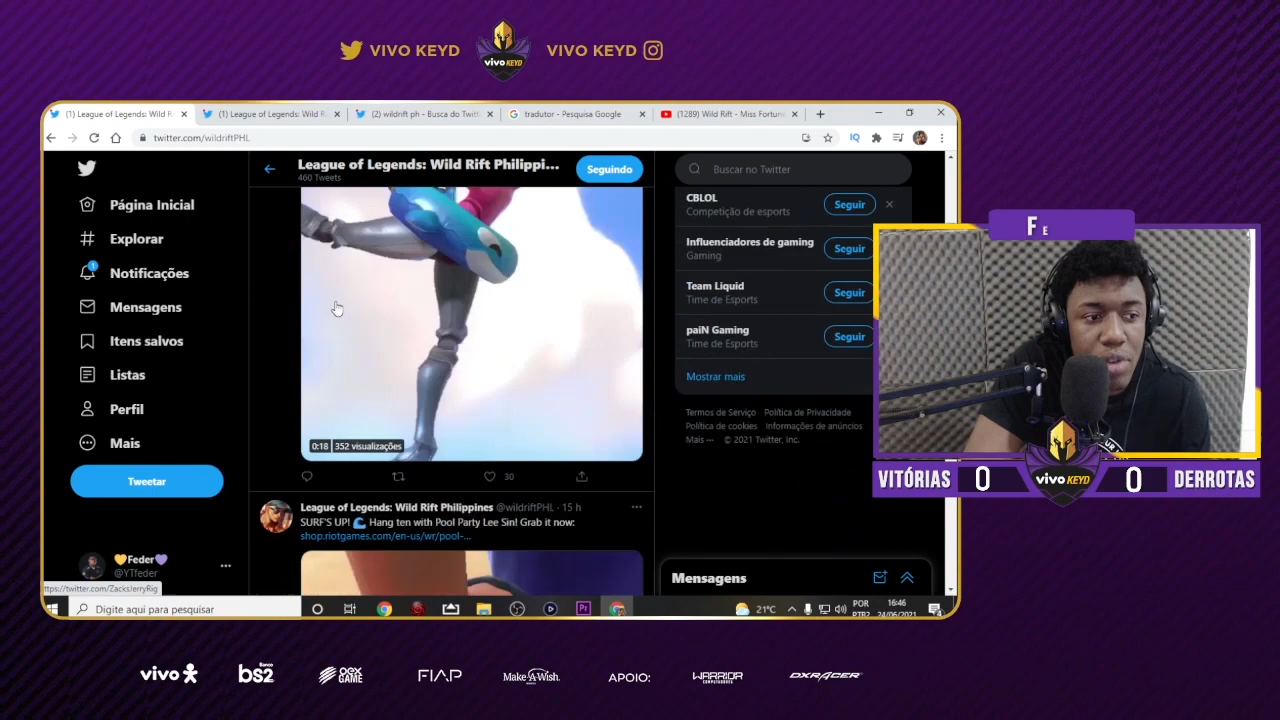 VIVO KEYD
vivo KEYD
VIVO KEYD
(1) League of Legends: Wild R
(1) League of Legends: Wild R
(2) wildrift ph - Busca do Twitt
tradutor - Pesquisa Google
(1289) Wild Rift - Miss Fortun
twitter.com/wildriftPHL
League of Legends: Wild Rift Philippi...
460 Tweets
Seguindo
Buscar no Twitter
Página Inicial
Explorar
1
Notificações
Mensagens
Itens salvos
Listas
Perfil
Mais
Tweetar
Feder
@YTfeder
0:18
352 visualizações
30
League of Legends: Wild Rift Philippines @wildriftPHL · 15 h
SURF'S UP! Hang ten with Pool Party Lee Sin! Grab it now:
shop.riotgames.com/en-us/wr/pool-...
CBLOL
Competição de esports
Seguir
Influenciadores de gaming
Gaming
Seguir
Team Liquid
Time de Esports
Seguir
paiN Gaming
Time de Esports
Seguir
Mostrar mais
Termos de Serviço Política de Privacidade
Política de cookies Informações de anúncios
Mais ··· © 2021 Twitter, Inc.
Mensagens
ttps://twitter.com/ZacksJerryRig
Digite aqui para pesquisar
Pr
21°C
POR
PTB2
16:46
24/06/2021
F E
VITÓRIAS 0
vivo KEYD
0 DERROTAS
vivo
Banco
bs2
OEX
GAME
FIAP
Make-A-Wish.
APOIO:
WARRIOR
COMPUTADORES
DXRACER